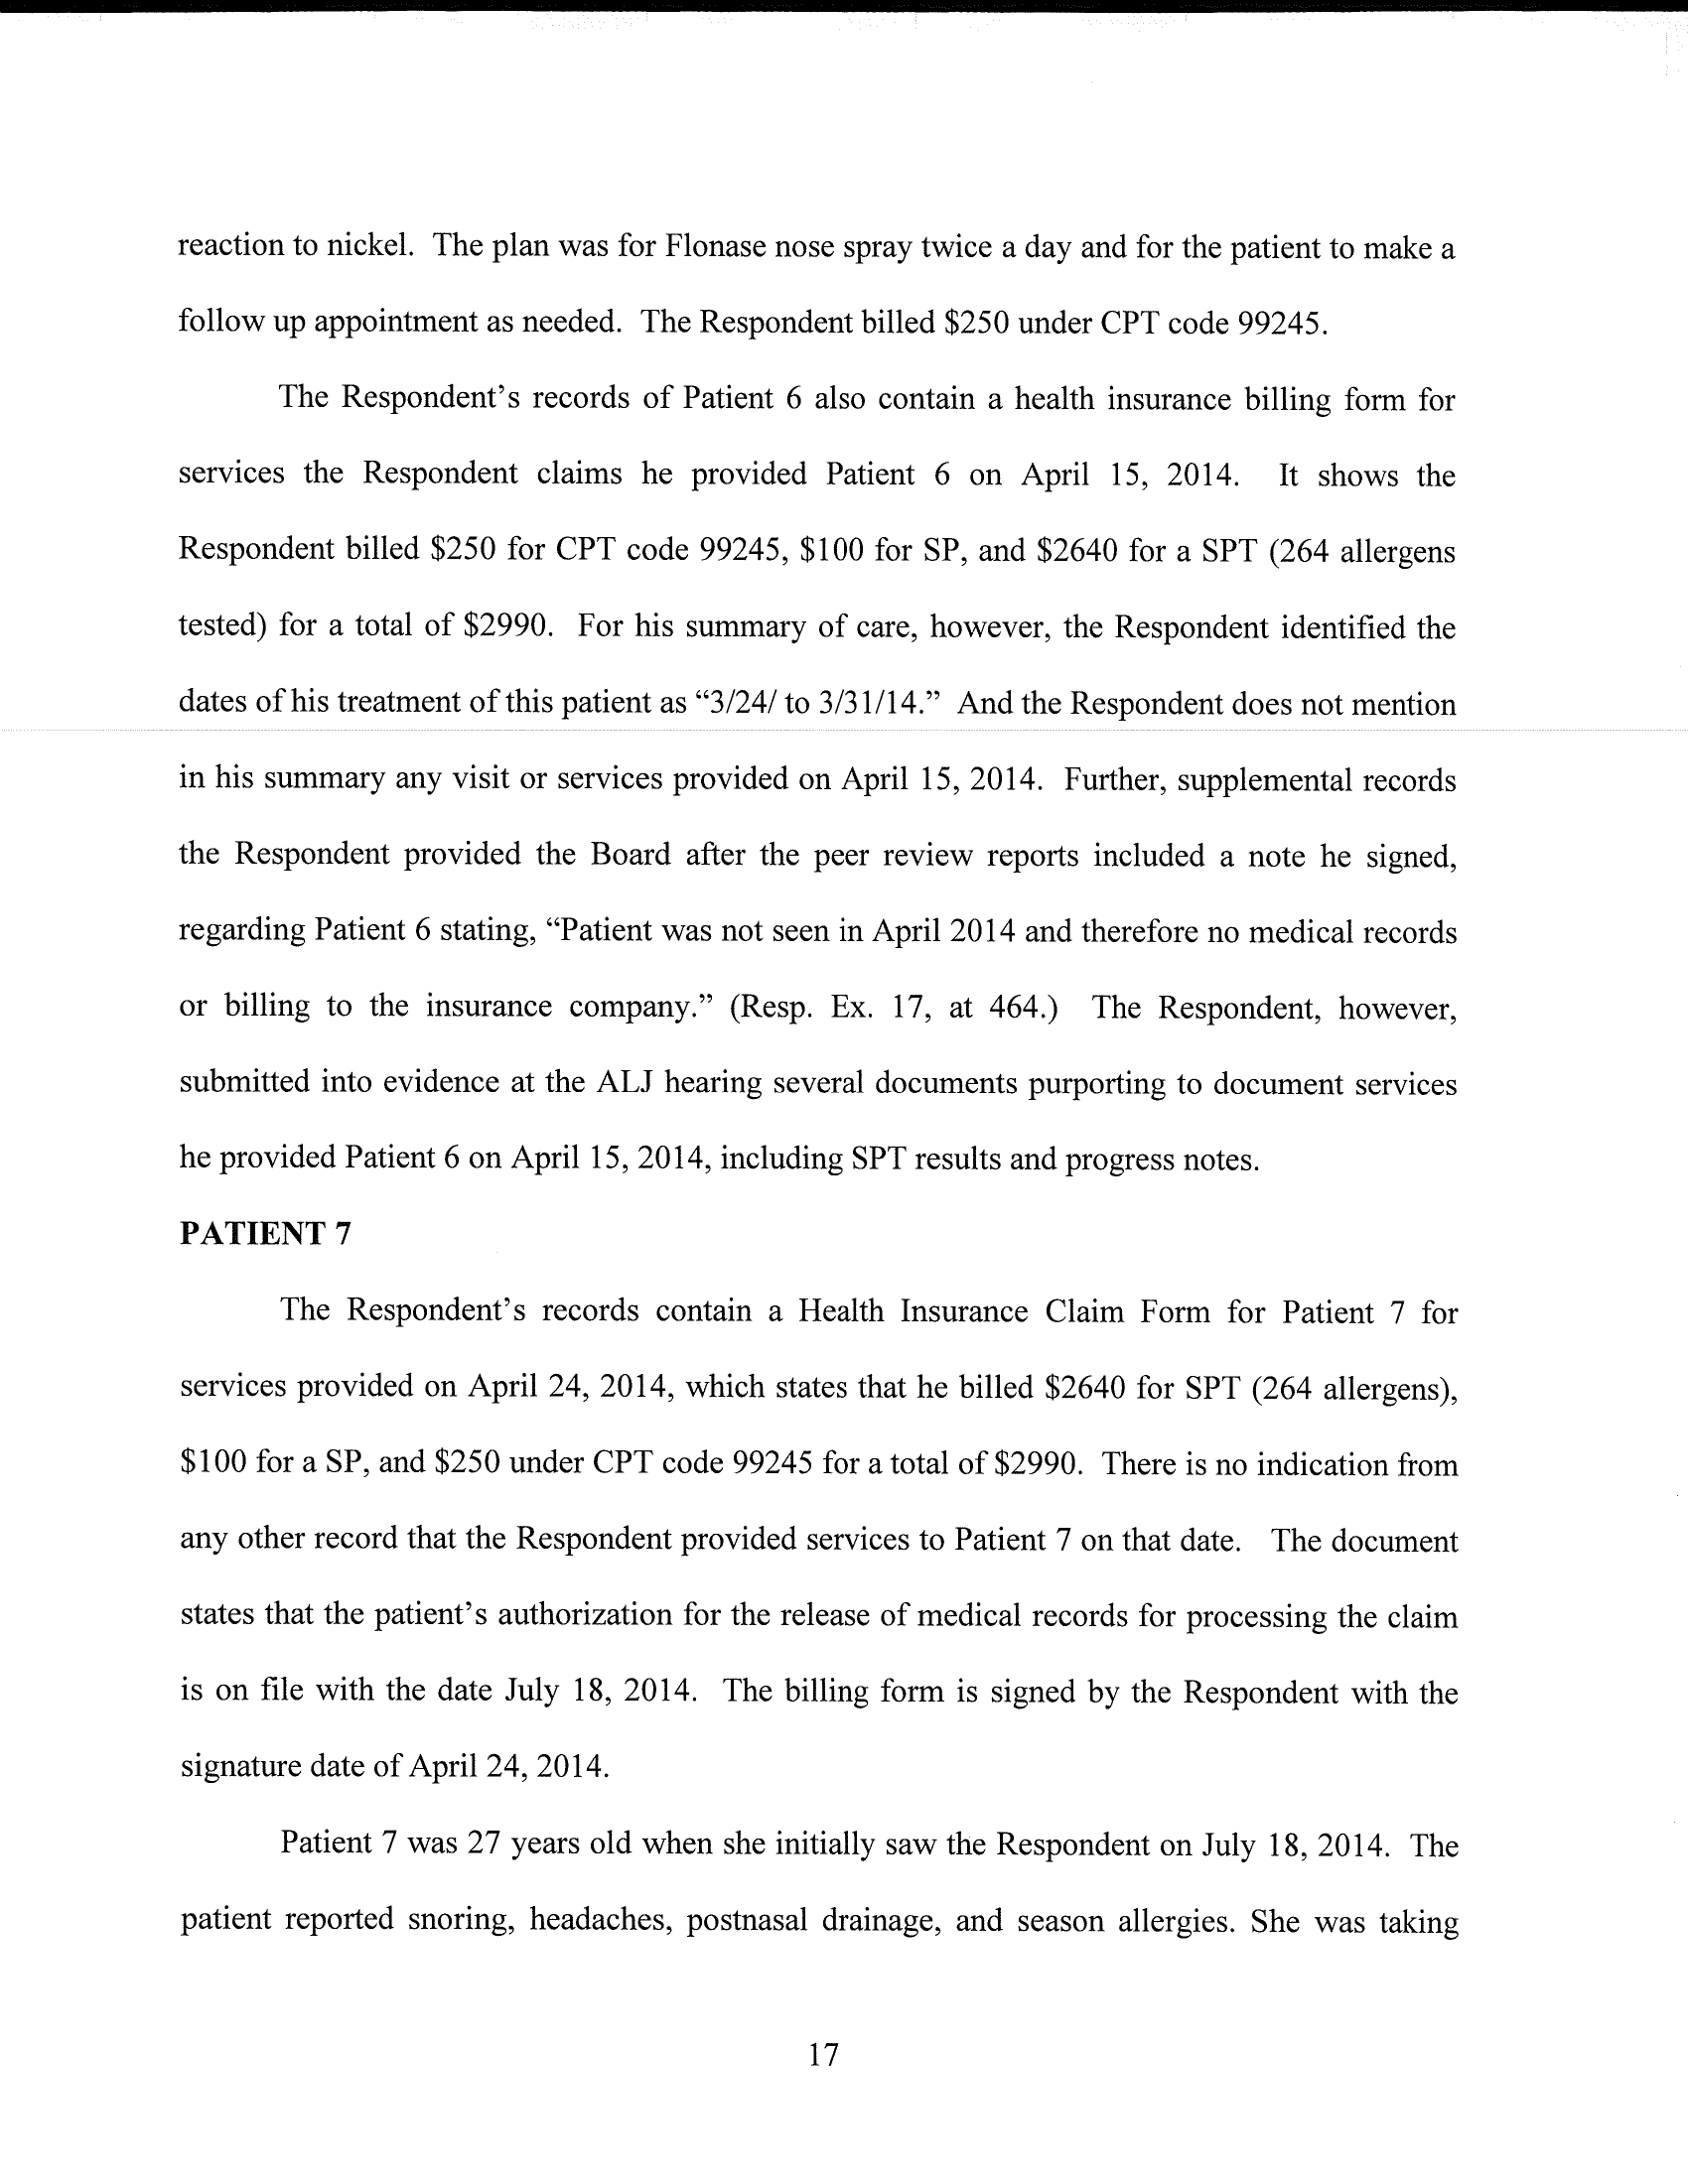 reaction to nickel.  The plan was for Flonase nose spray twice a day and for the patient to make a
follow up appointment as needed.  The Respondent billed $250 under CPT code 99245.
The Respondent's records of Patient 6 also contain a health insurance billing form for
services the Respondent claims he provided Patient 6 on April 15, 2014.  It shows the
Respondent billed $250 for CPT code 99245, $100 for SP, and $2640 for a SPT (264 allergens
tested) for a total of $2990.  For his summary of care, however, the Respondent identified the
dates of his treatment of this patient as “3/24/ to 3/31/14.”  And the Respondent does not mention
in his summary any visit or services provided on April 15, 2014.  Further, supplemental records
the Respondent provided the Board after the peer review reports included a note he signed,
regarding Patient 6 stating, “Patient was not seen in April 2014 and therefore no medical records
or billing to the insurance company.” (Resp. Ex. 17, at 464.)  The Respondent, however,
submitted into evidence at the ALJ hearing several documents purporting to document services
he provided Patient 6 on April 15, 2014, including SPT results and progress notes.
PATIENT 7
The Respondent's records contain a Health Insurance Claim Form for Patient 7 for
services provided on April 24, 2014, which states that he billed $2640 for SPT (264 allergens),
$100 for a SP, and $250 under CPT code 99245 for a total of $2990.  There is no indication from
any other record that the Respondent provided services to Patient 7 on that date.  The document
states that the patient's authorization for the release of medical records for processing the claim
is on file with the date July 18, 2014.  The billing form is signed by the Respondent with the
signature date of April 24, 2014.
Patient 7 was 27 years old when she initially saw the Respondent on July 18, 2014.  The
patient reported snoring, headaches, postnasal drainage, and season allergies. She was taking
17